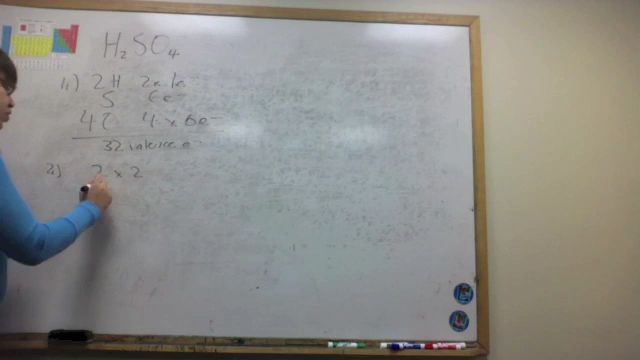 H₂SO₄
1.) 2H 2x1e⁻
S 6e⁻
4O 4x6e⁻
32 valence e⁻
2.) 2 x 2